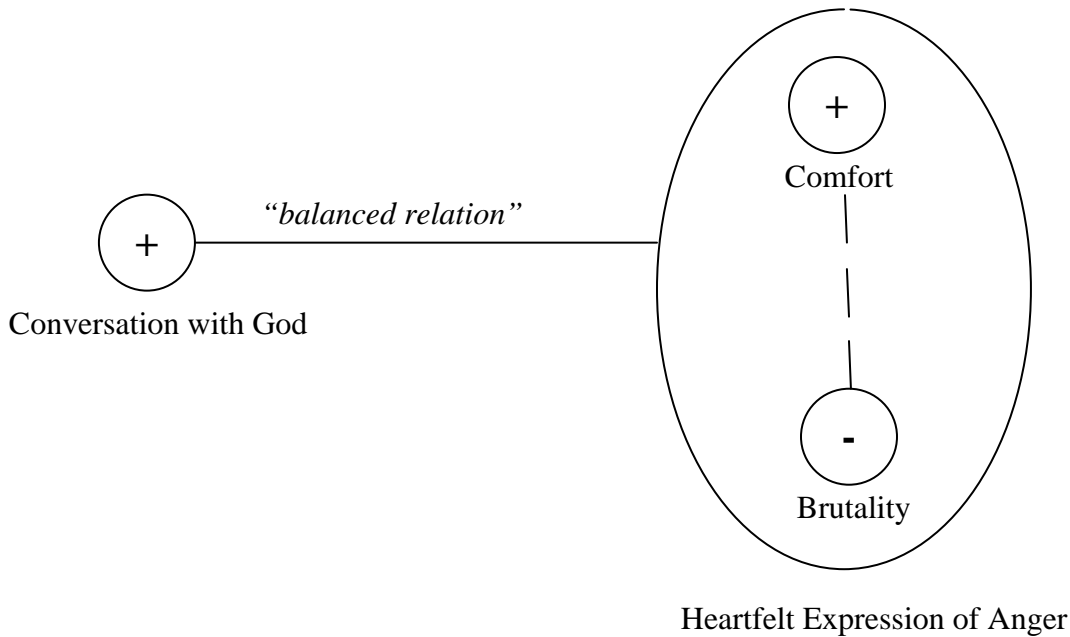 +
Comfort
“balanced relation”
+
Conversation with God
-
Brutality
Heartfelt Expression of Anger